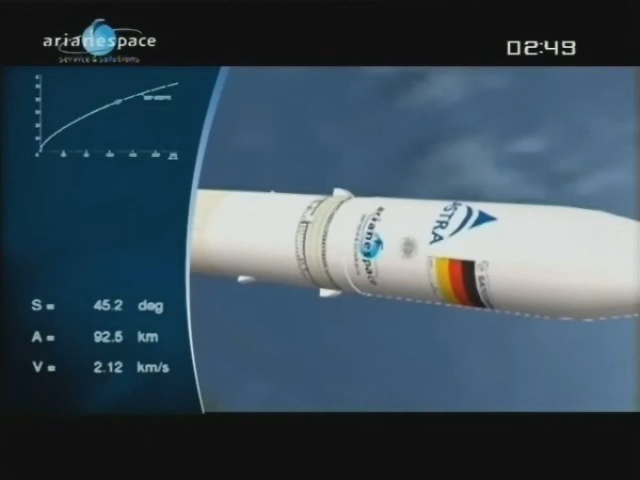 arianespace
service & solutions
02:49
S = 45.2 deg
A = 92.5 km
V = 2.12 km/s
ASTRA
arianespace